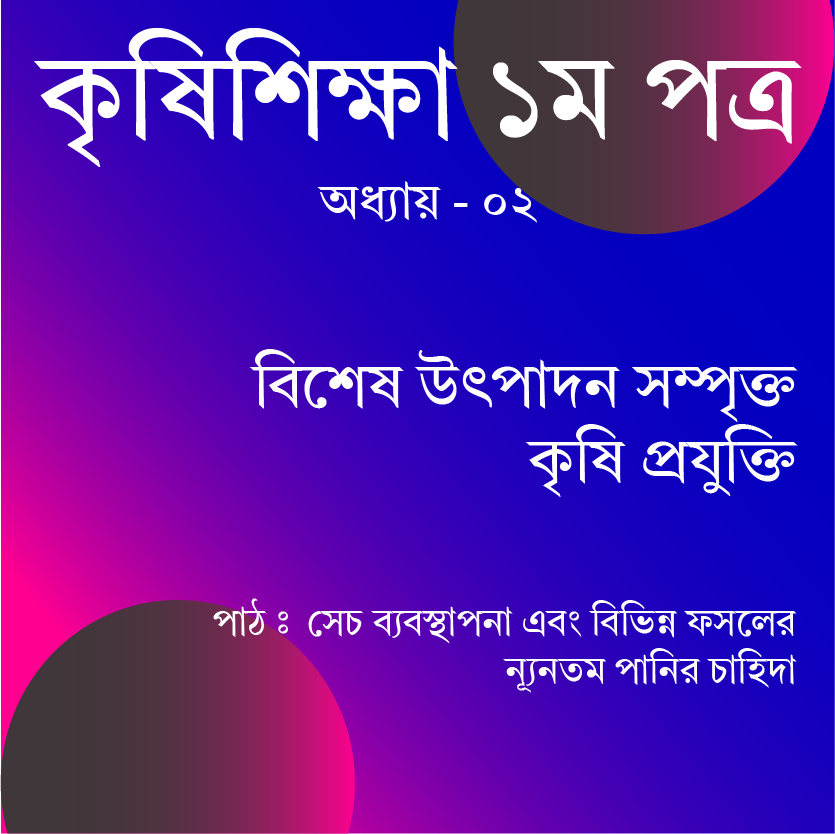 কৃষিশিক্ষা ১ম পত্র
অধ্যায় - ০২
বিশেষ উৎপাদন সম্পৃক্ত
কৃষি প্রযুক্তি
পাঠ ঃ সেচ ব্যবস্থাপনা এবং বিভিন্ন ফসলের
ন্যূনতম পানির চাহিদা